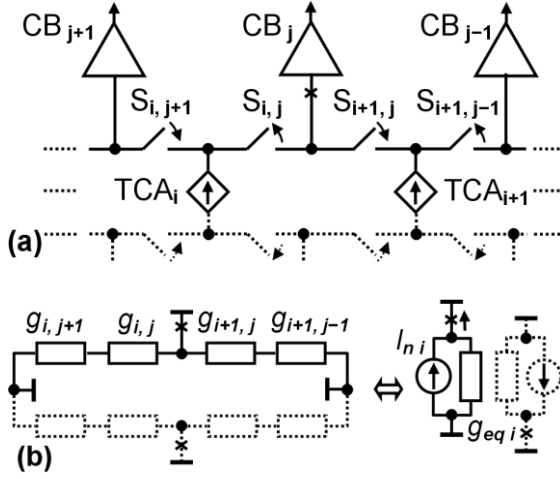 CB j+1 CB j CB j−1
S i, j+1 S i, j S i+1, j S i+1, j−1
TCA i TCA i+1
(a)
g i, j+1 g i, j g i+1, j g i+1, j−1
I n i
g eq i
(b)